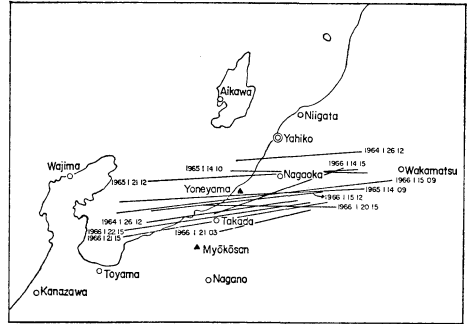 Aikawa
Niigata
Yahiko
1964 1 26 12
1966 1 14 15
1965 1 14 10
Wajima
1965 1 21 12
Nagaoka
Wakamatsu
1966 1 15 09
Yoneyama
1965 1 14 09
1966 1 15 12
1966 1 20 15
1964 1 26 12
Takada
1966 1 22 15
1966 1 21 03
1966 1 21 15
Myōkōsan
Toyama
Nagano
Kanazawa